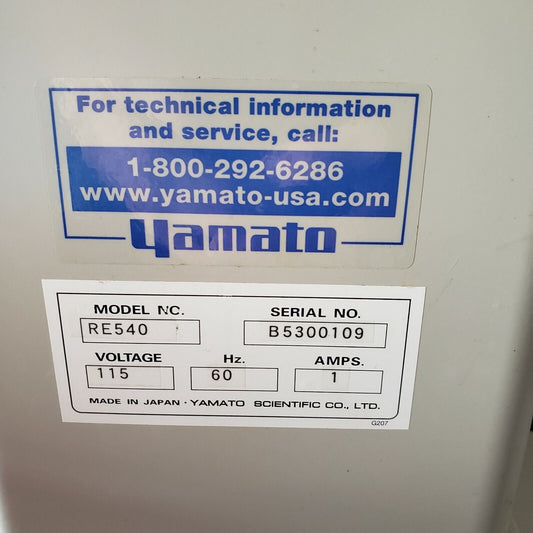 For technical information
and service, call:
1-800-292-6286
www.yamato-usa.com
yamato
MODEL NO. SERIAL NO.
RE540 B5300109
VOLTAGE Hz. AMPS.
115 60 1
MADE IN JAPAN · YAMATO SCIENTIFIC CO., LTD.
G207